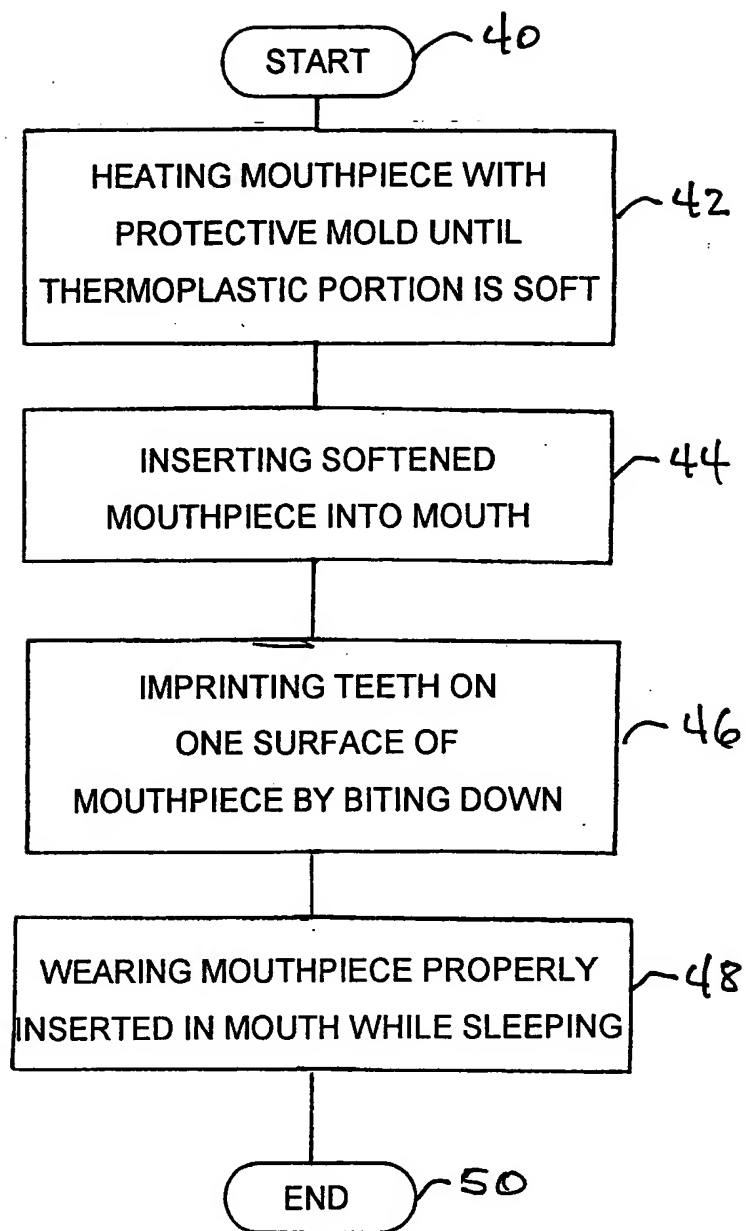 START 40
HEATING MOUTHPIECE WITH
PROTECTIVE MOLD UNTIL 42
THERMOPLASTIC PORTION IS SOFT
INSERTING SOFTENED 44
MOUTHPIECE INTO MOUTH
IMPRINTING TEETH ON
ONE SURFACE OF 46
MOUTHPIECE BY BITING DOWN
WEARING MOUTHPIECE PROPERLY 48
INSERTED IN MOUTH WHILE SLEEPING
END 50